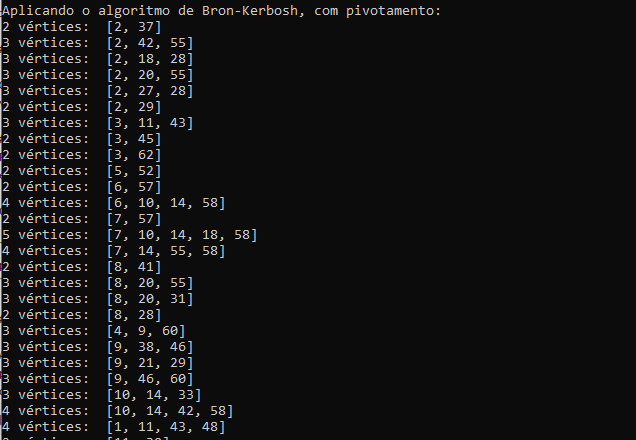 Aplicando o algoritmo de Bron-Kerbosh, com pivotamento:
2 vértices:  [2, 37]
3 vértices:  [2, 42, 55]
3 vértices:  [2, 18, 28]
3 vértices:  [2, 20, 55]
3 vértices:  [2, 27, 28]
2 vértices:  [2, 29]
3 vértices:  [3, 11, 43]
2 vértices:  [3, 45]
2 vértices:  [3, 62]
2 vértices:  [5, 52]
2 vértices:  [6, 57]
4 vértices:  [6, 10, 14, 58]
2 vértices:  [7, 57]
5 vértices:  [7, 10, 14, 18, 58]
4 vértices:  [7, 14, 55, 58]
2 vértices:  [8, 41]
3 vértices:  [8, 20, 55]
3 vértices:  [8, 20, 31]
2 vértices:  [8, 28]
3 vértices:  [4, 9, 60]
3 vértices:  [9, 38, 46]
3 vértices:  [9, 21, 29]
3 vértices:  [9, 46, 60]
3 vértices:  [10, 14, 33]
4 vértices:  [10, 14, 42, 58]
4 vértices:  [1, 11, 43, 48]